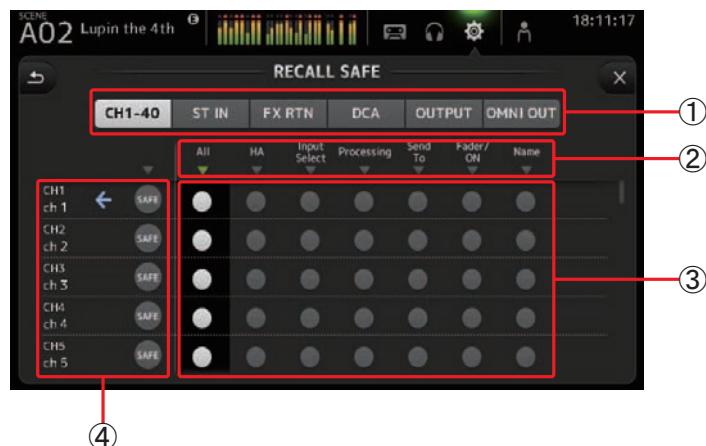 SCENE
A02 Lupin the 4th E 18:11:17
RECALL SAFE
CH1-40 ST IN FX RTN DCA OUTPUT OMNI OUT ①
All HA Input Select Processing Send To Fader/ON Name ②
CH1
ch 1 SAFE
CH2
ch 2 SAFE
CH3
ch 3 SAFE ③
CH4
ch 4 SAFE
CH5
ch 5 SAFE
④